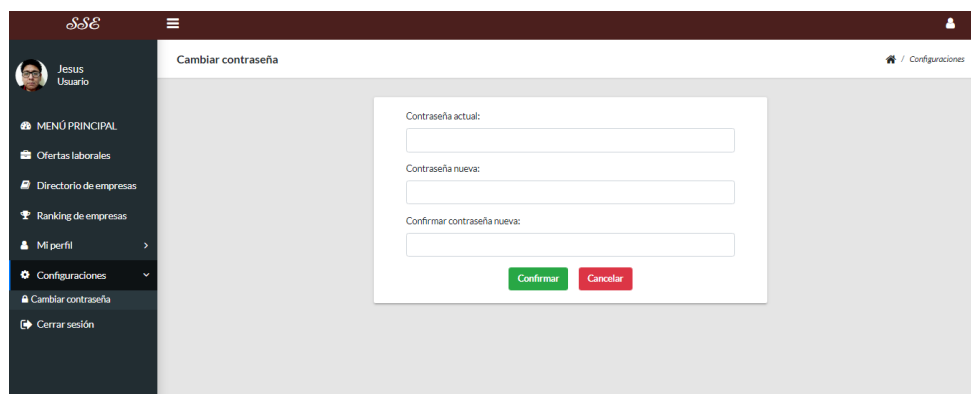 SSE
Jesus
Usuario
MENÚ PRINCIPAL
Ofertas laborales
Directorio de empresas
Ranking de empresas
Mi perfil
Configuraciones
Cambiar contraseña
Cerrar sesión
Cambiar contraseña
/ Configuraciones
Contraseña actual:
Contraseña nueva:
Confirmar contraseña nueva:
Confirmar Cancelar